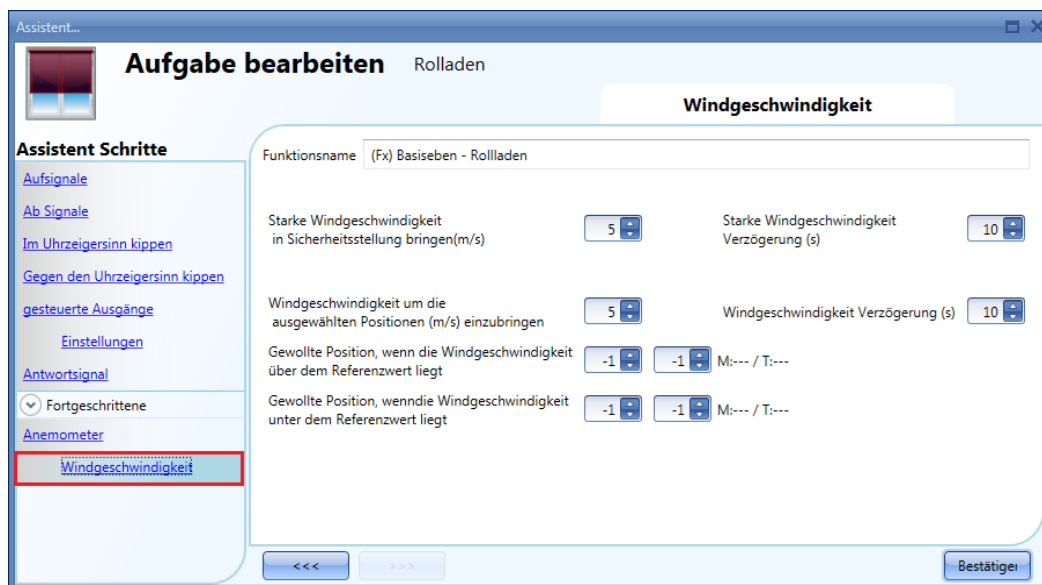 Assistent...
Aufgabe bearbeiten Rolladen
Windgeschwindigkeit
Assistent Schritte
Aufsignale
Ab Signale
Im Uhrzeigersinn kippen
Gegen den Uhrzeigersinn kippen
gesteuerte Ausgänge
Einstellungen
Antwortsignal
Fortgeschrittene
Anemometer
Windgeschwindigkeit
Funktionsname (Fx) Basiseben - Rollladen
Starke Windgeschwindigkeit
in Sicherheitsstellung bringen(m/s) 5
Starke Windgeschwindigkeit
Verzögerung (s) 10
Windgeschwindigkeit um die
ausgewählten Positionen (m/s) einzubringen 5
Windgeschwindigkeit Verzögerung (s) 10
Gewollte Position, wenn die Windgeschwindigkeit
über dem Referenzwert liegt -1 -1 M:--- / T:---
Gewollte Position, wenndie Windgeschwindigkeit
unter dem Referenzwert liegt -1 -1 M:--- / T:---
<<< >>> Bestätiger